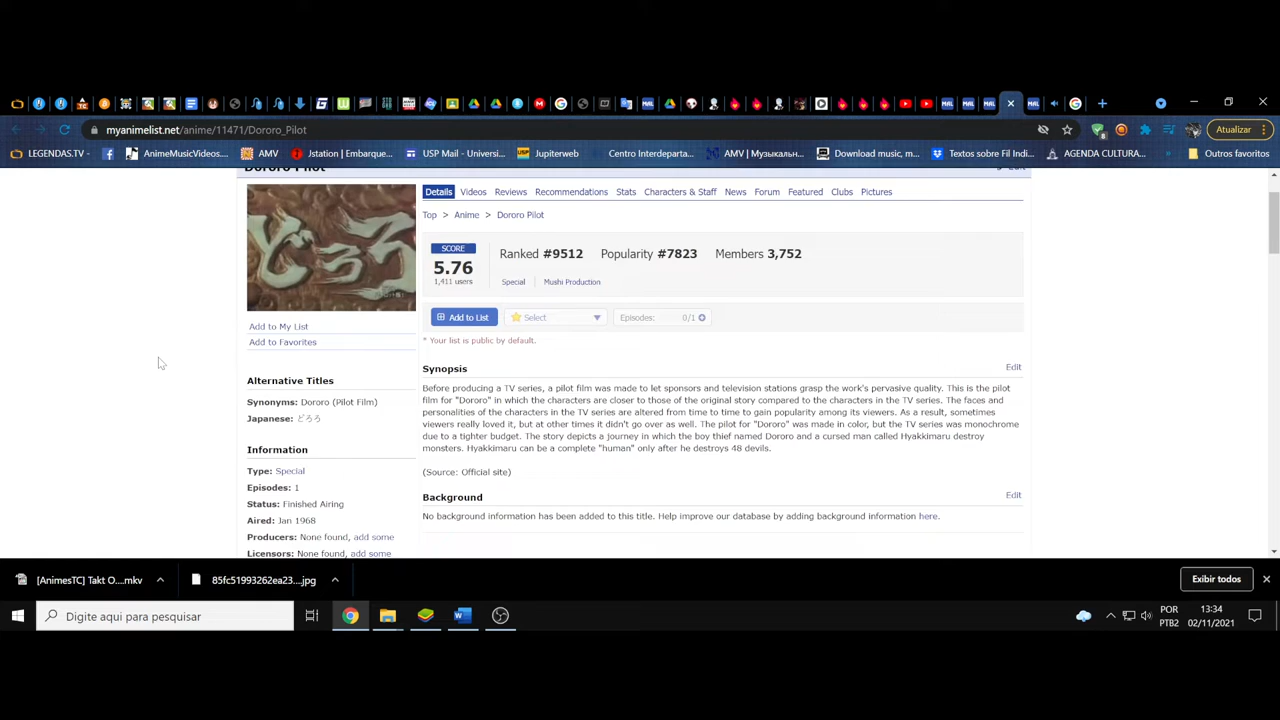 myanimelist.net/anime/11471/Dororo_Pilot
Atualizar
LEGENDAS.TV
AnimeMusicVideos...
AMV
Jstation | Embarque...
USP Mail - Universi...
Jupiterweb
Centro Interdeparta...
AMV | Музыкальн...
Download music, m...
Textos sobre Fil Indi...
AGENDA CULTURA...
Outros favoritos
Dororo Pilot
Edit
Details Videos Reviews Recommendations Stats Characters & Staff News Forum Featured Clubs Pictures
Top > Anime > Dororo Pilot
どろろ
SCORE
5.76
1,411 users
Ranked #9512 Popularity #7823 Members 3,752
Special Mushi Production
Add to List
Select
Episodes: 0/1
* Your list is public by default.
Add to My List
Add to Favorites
Alternative Titles
Synonyms: Dororo (Pilot Film)
Japanese: どろろ
Information
Type: Special
Episodes: 1
Status: Finished Airing
Aired: Jan 1968
Producers: None found, add some
Licensors: None found, add some
Synopsis
Edit
Before producing a TV series, a pilot film was made to let sponsors and television stations grasp the work's pervasive quality. This is the pilot
film for "Dororo" in which the characters are closer to those of the original story compared to the characters in the TV series. The faces and
personalities of the characters in the TV series are altered from time to time to gain popularity among its viewers. As a result, sometimes
viewers really loved it, but at other times it didn't go over as well. The pilot for "Dororo" was made in color, but the TV series was monochrome
due to a tighter budget. The story depicts a journey in which the boy thief named Dororo and a cursed man called Hyakkimaru destroy
monsters. Hyakkimaru can be a complete "human" only after he destroys 48 devils.
(Source: Official site)
Background
Edit
No background information has been added to this title. Help improve our database by adding background information here.
[AnimesTC] Takt O....mkv
85fc51993262ea23....jpg
Exibir todos
Digite aqui para pesquisar
POR
PTB2
13:34
02/11/2021